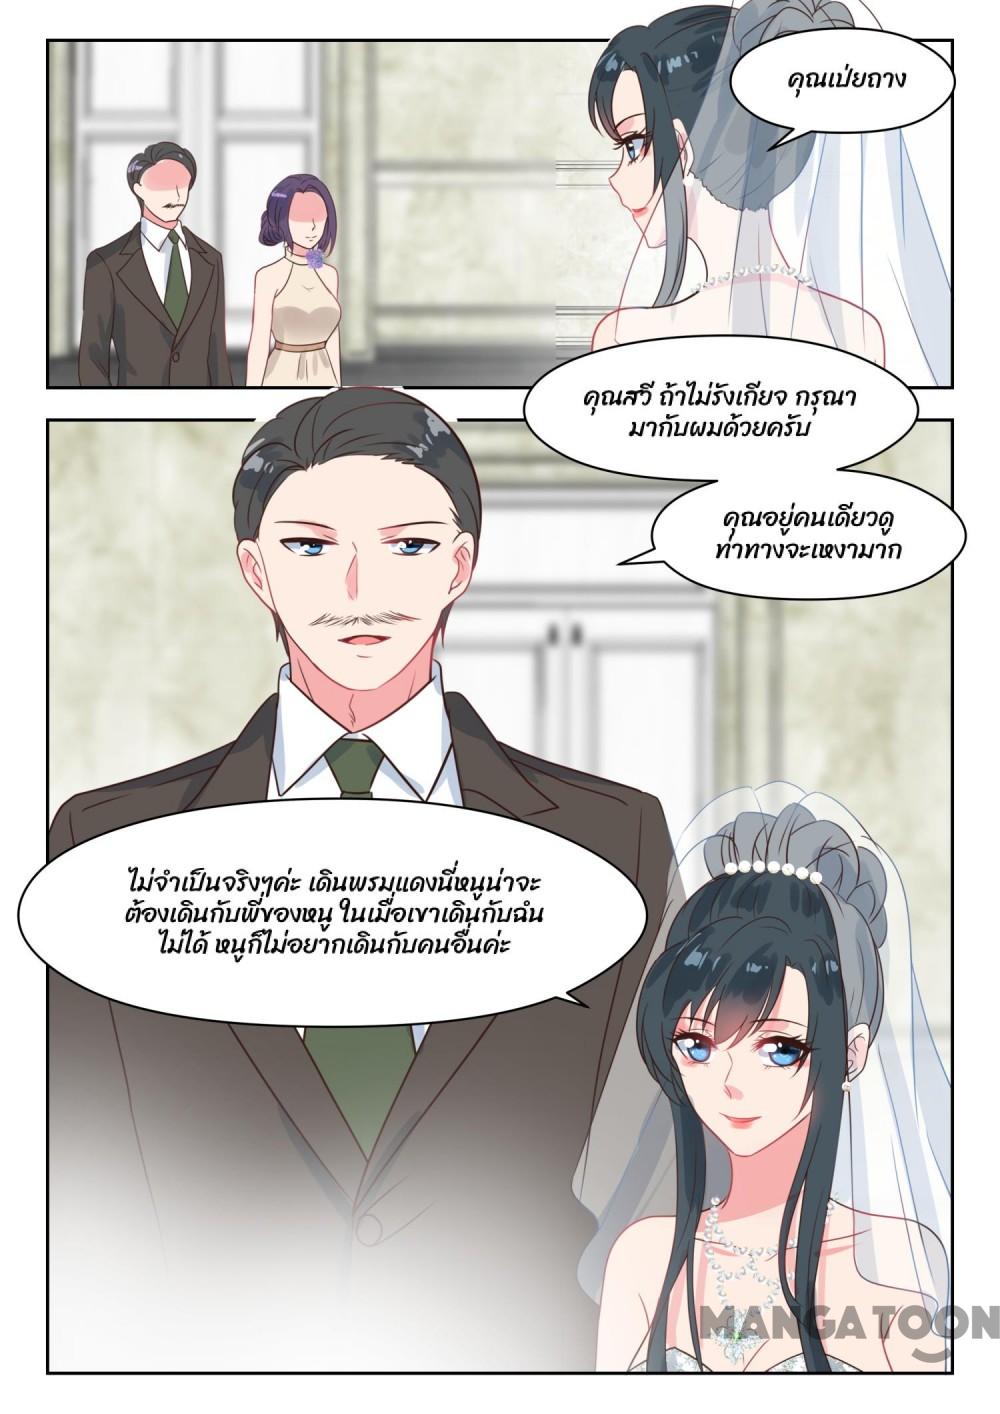 คุณเป่ยถาง
คุณสวี ถ้าไม่รังเกียจ กรุณา
มากับผมด้วยครับ
คุณอยู่คนเดียวดู
ท่าทางจะเหงามาก
ไม่จำเป็นจริงๆค่ะ เดินพรมแดงนี่หนูน่าจะ
ต้องเดินกับพี่ของหนู ในเมื่อเขาเดินกับฉัน
ไม่ได้ หนูก็ไม่อยากเดินกับคนอื่นค่ะ
MANGATOON